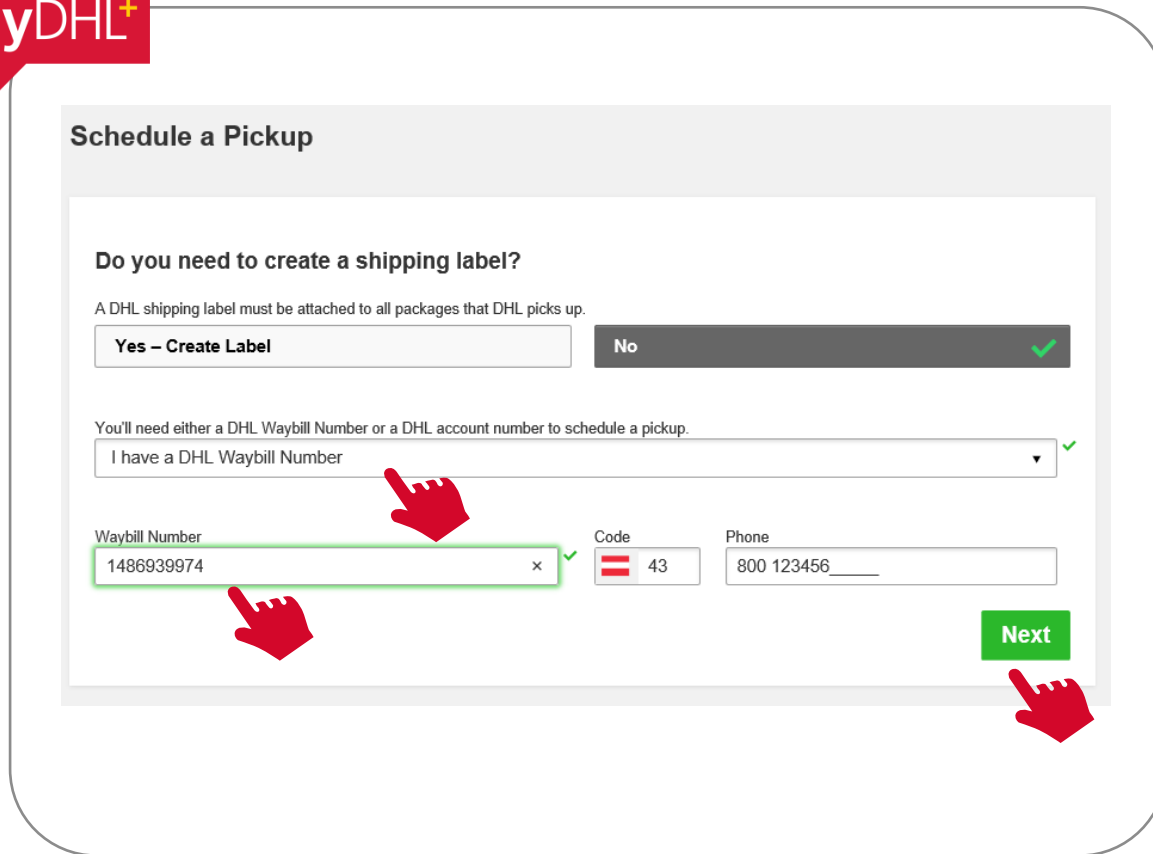 yDHL+
Schedule a Pickup
Do you need to create a shipping label?
A DHL shipping label must be attached to all packages that DHL picks up.
Yes – Create Label
No
You'll need either a DHL Waybill Number or a DHL account number to schedule a pickup.
I have a DHL Waybill Number
Waybill Number
Code
Phone
1486939974 ×
43
800 123456_____
Next